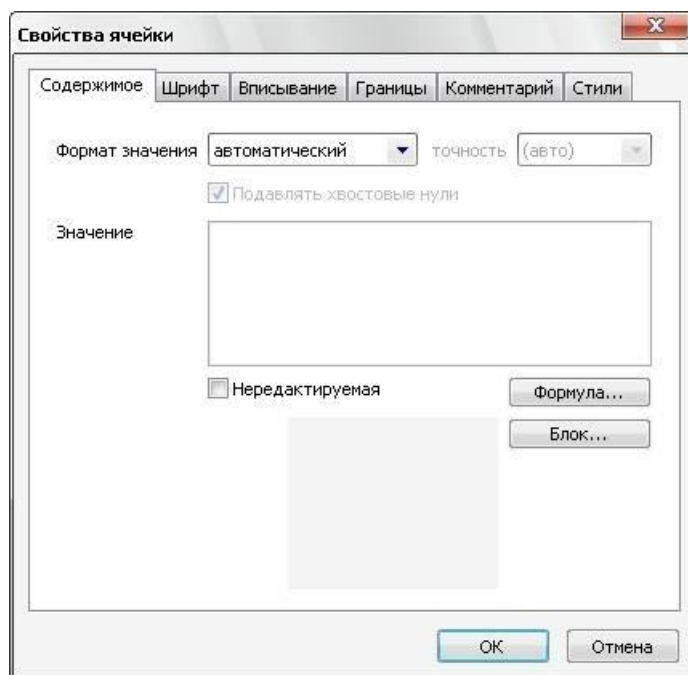 Свойства ячейки
Содержимое Шрифт Вписывание Границы Комментарий Стили
Формат значения автоматический точность (авто)
Подавлять хвостовые нули
Значение
Нередактируемая Формула...
Блок...
ОК Отмена